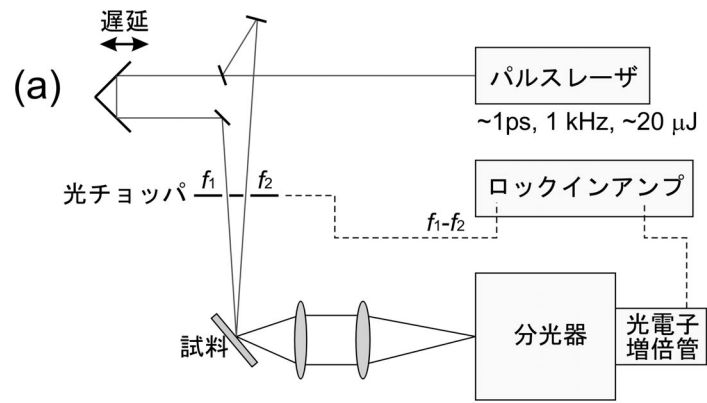 遅延
(a)
パルスレーザ
~1ps, 1 kHz, ~20 μJ
光チョッパ
f1
f2
ロックインアンプ
f1-f2
試料
分光器
光電子
増倍管